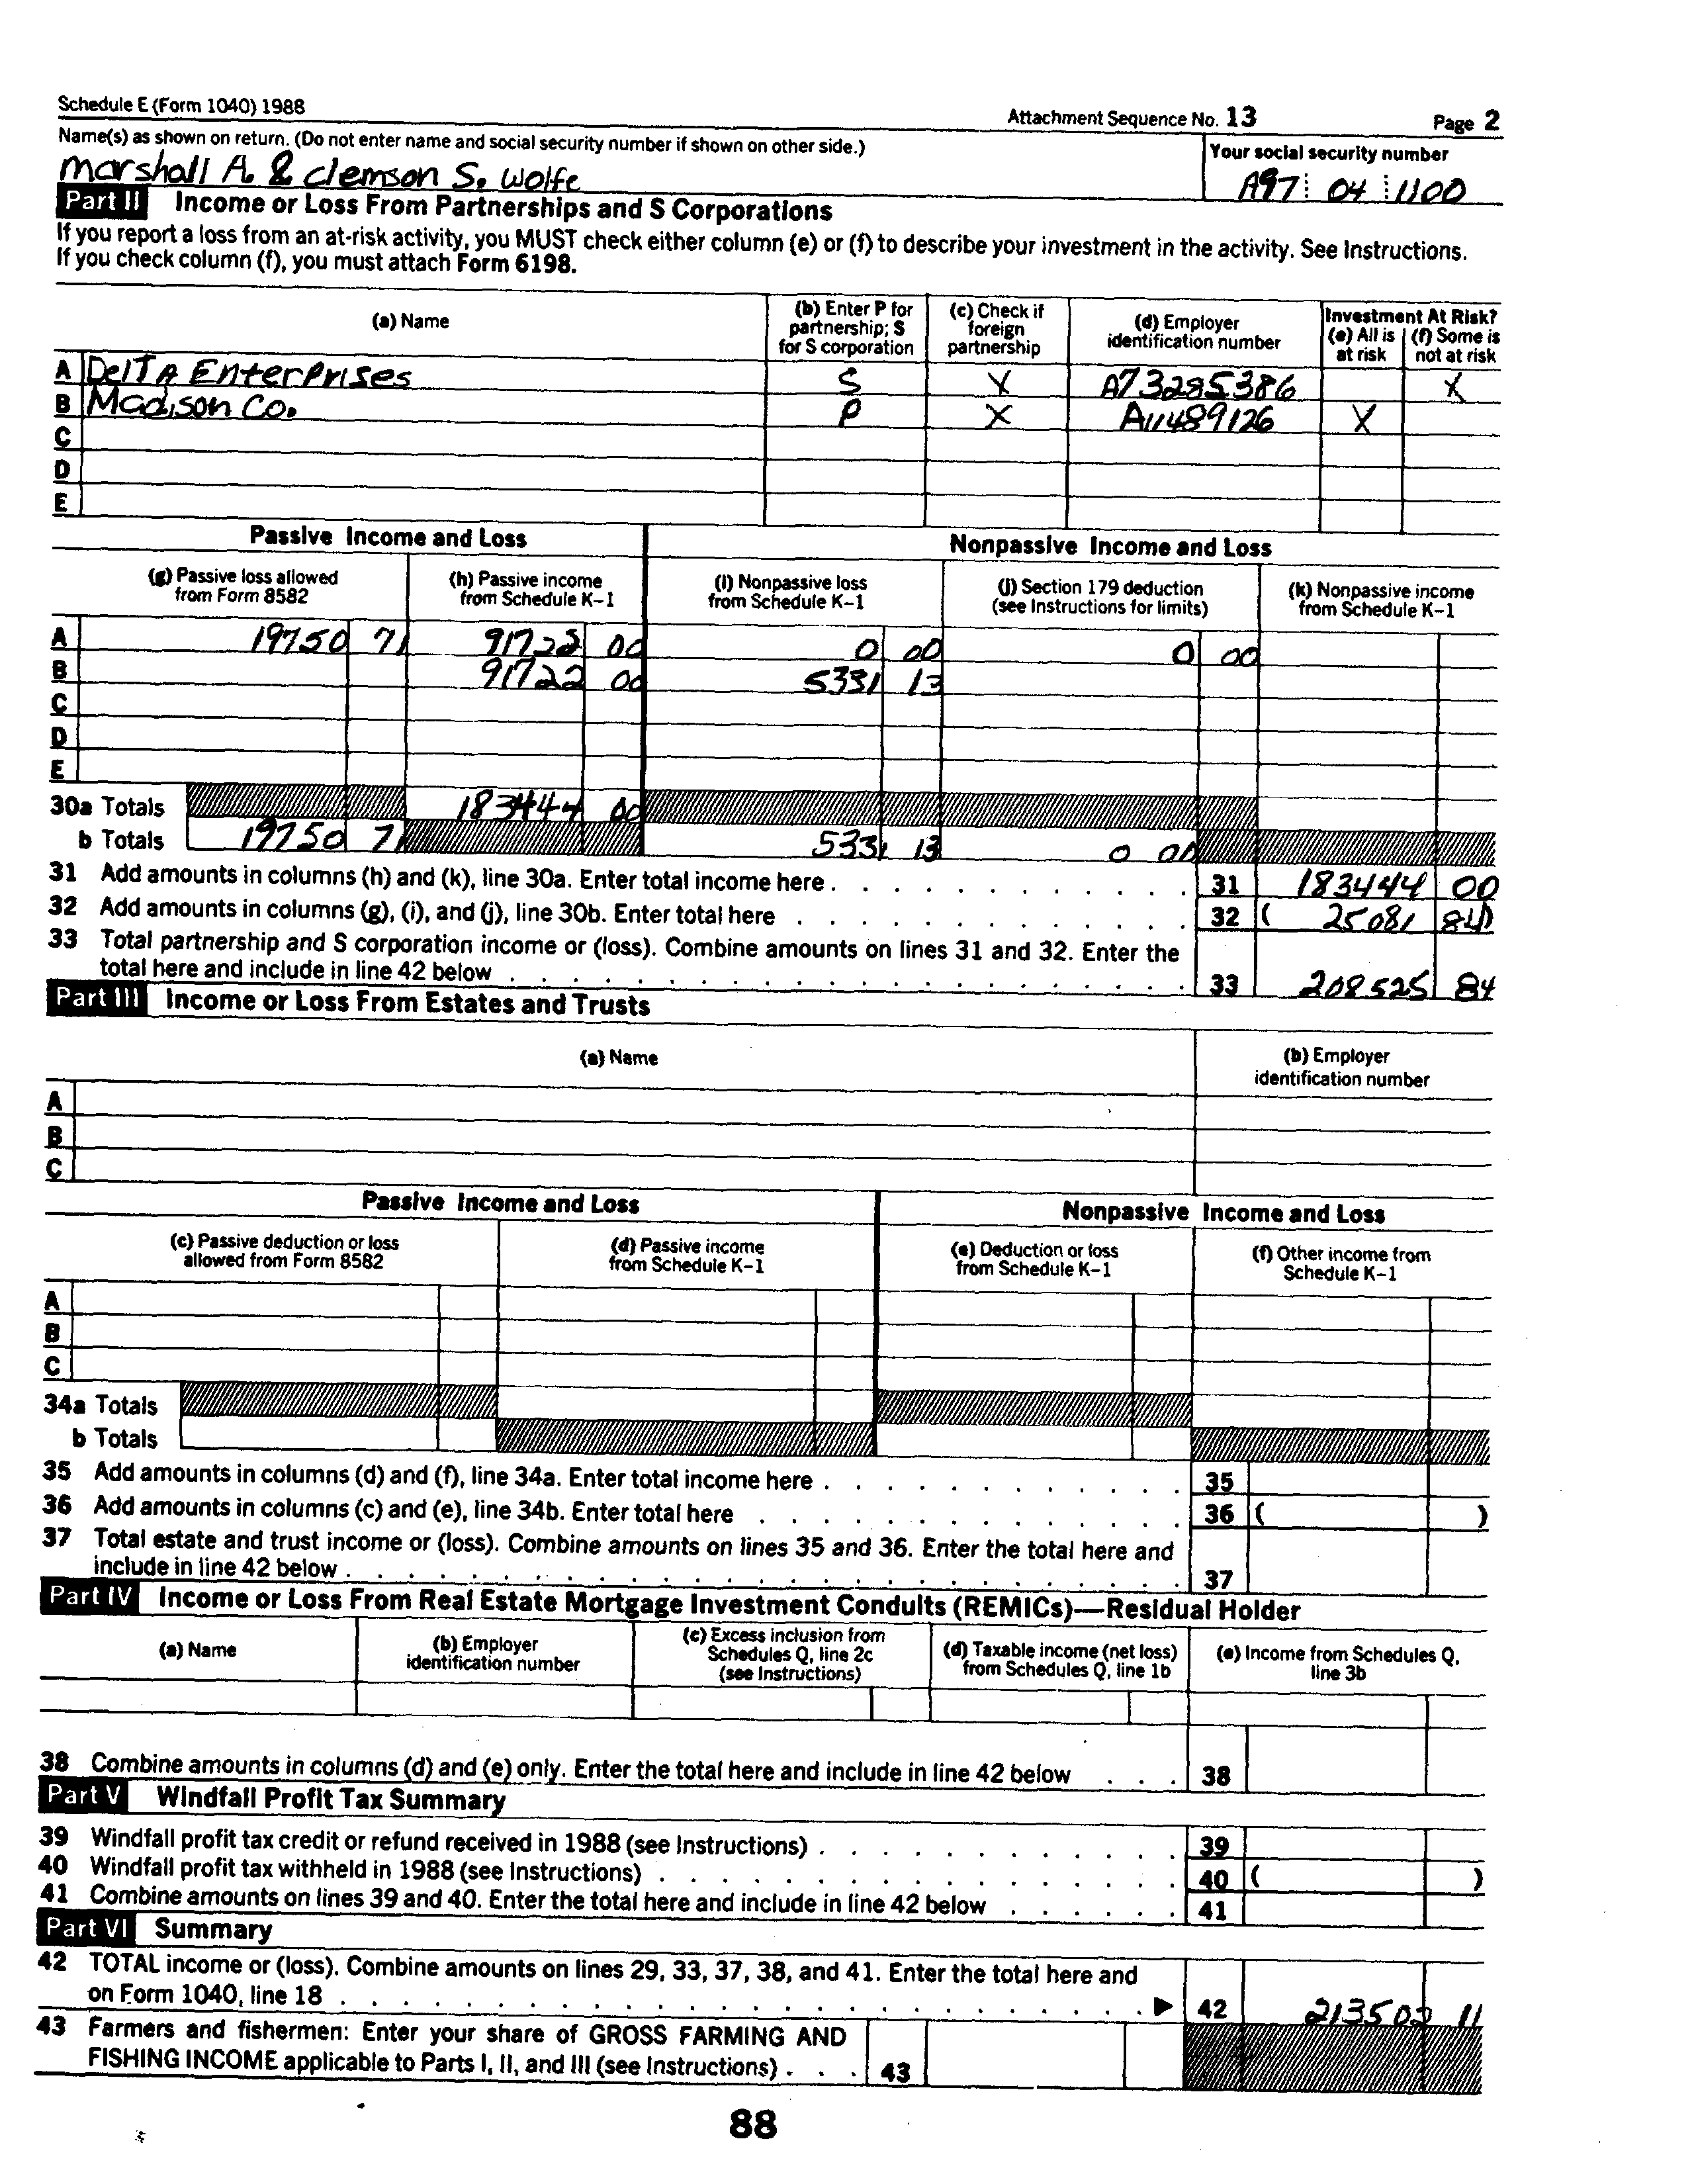 Schedule E (Form 1040) 1988 Attachment Sequence No. 13 Page 2
Name(s) as shown on return. (Do not enter name and social security number if shown on other side.) Your social security number
Marshall A. & Clemson S. Wolfe A97 04 1100
Part II Income or Loss From Partnerships and S Corporations
If you report a loss from an at-risk activity, you MUST check either column (e) or (f) to describe your investment in the activity. See Instructions.
If you check column (f), you must attach Form 6198.
(a) Name (b) Enter P for partnership; S for S corporation (c) Check if foreign partnership (d) Employer identification number Investment At Risk? (e) All is at risk (f) Some is not at risk
A DelTA EnterPrises S X A73285386 X
B Madison Co. P X A11489126 X
C
D
E
Passive Income and Loss Nonpassive Income and Loss
(g) Passive loss allowed from Form 8582 (h) Passive income from Schedule K-1 (i) Nonpassive loss from Schedule K-1 (j) Section 179 deduction (see Instructions for limits) (k) Nonpassive income from Schedule K-1
A 19750 71 91722 00 0 00 0 00
B 91722 00 5331 13
C
D
E
30a Totals 183444 00
b Totals 19750 71 5331 13 0 00
31 Add amounts in columns (h) and (k), line 30a. Enter total income here 31 183444 00
32 Add amounts in columns (g), (i), and (j), line 30b. Enter total here 32 ( 25081 84)
33 Total partnership and S corporation income or (loss). Combine amounts on lines 31 and 32. Enter the
total here and include in line 42 below 33 208525 84
Part III Income or Loss From Estates and Trusts
(a) Name (b) Employer identification number
A
B
C
Passive Income and Loss Nonpassive Income and Loss
(c) Passive deduction or loss allowed from Form 8582 (d) Passive income from Schedule K-1 (e) Deduction or loss from Schedule K-1 (f) Other income from Schedule K-1
A
B
C
34a Totals
b Totals
35 Add amounts in columns (d) and (f), line 34a. Enter total income here 35
36 Add amounts in columns (c) and (e), line 34b. Enter total here 36 ( )
37 Total estate and trust income or (loss). Combine amounts on lines 35 and 36. Enter the total here and
include in line 42 below 37
Part IV Income or Loss From Real Estate Mortgage Investment Conduits (REMICs)—Residual Holder
(a) Name (b) Employer identification number (c) Excess inclusion from Schedules Q, line 2c (see Instructions) (d) Taxable income (net loss) from Schedules Q, line 1b (e) Income from Schedules Q, line 3b
38 Combine amounts in columns (d) and (e) only. Enter the total here and include in line 42 below 38
Part V Windfall Profit Tax Summary
39 Windfall profit tax credit or refund received in 1988 (see Instructions) 39
40 Windfall profit tax withheld in 1988 (see Instructions) 40 ( )
41 Combine amounts on lines 39 and 40. Enter the total here and include in line 42 below 41
Part VI Summary
42 TOTAL income or (loss). Combine amounts on lines 29, 33, 37, 38, and 41. Enter the total here and
on Form 1040, line 18 ▶ 42 213502 11
43 Farmers and fishermen: Enter your share of GROSS FARMING AND
FISHING INCOME applicable to Parts I, II, and III (see Instructions) 43
88